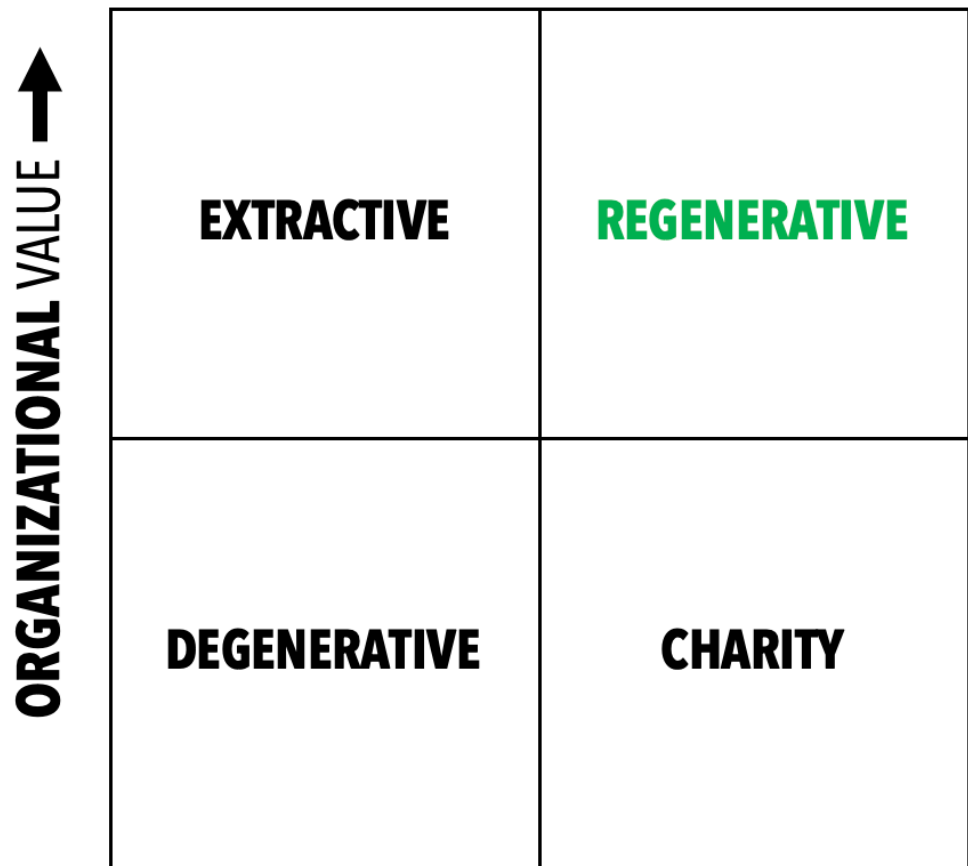 ORGANIZATIONAL VALUE
EXTRACTIVE
REGENERATIVE
DEGENERATIVE
CHARITY